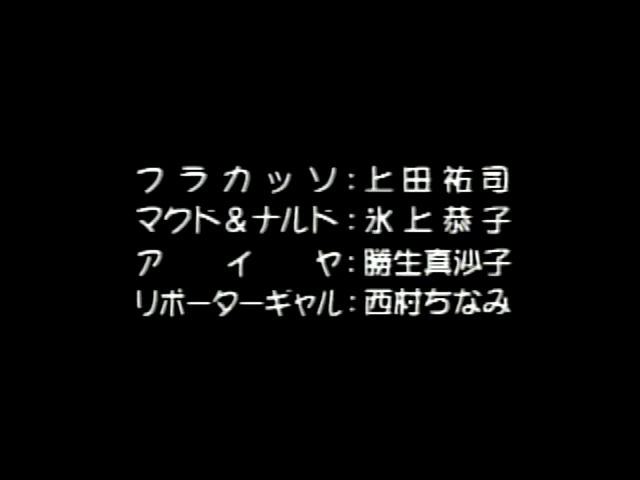 フラカッソ：上田祐司
マクド＆ナルド：氷上恭子
アイヤ：勝生真沙子
リポーターギャル：西村ちなみ